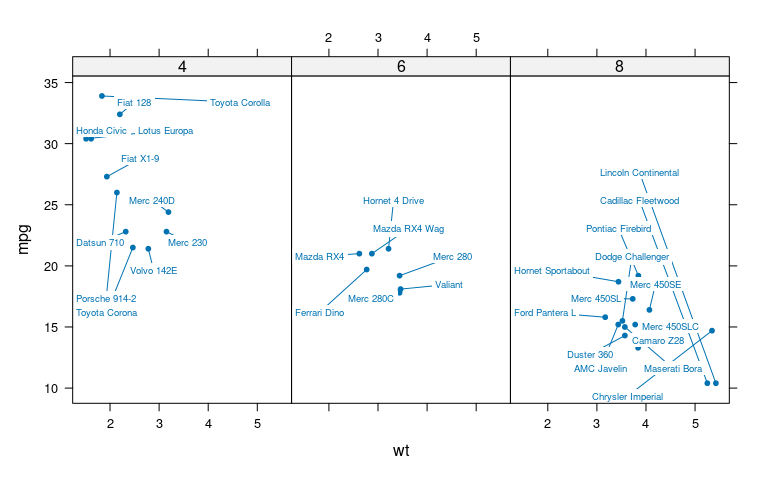 2 3 4 5
4 6 8
35
30
25
20
15
10
mpg
Fiat 128
Toyota Corolla
Honda Civic
Lotus Europa
Fiat X1-9
Merc 240D
Datsun 710
Merc 230
Volvo 142E
Porsche 914-2
Toyota Corona
Hornet 4 Drive
Mazda RX4 Wag
Mazda RX4
Merc 280
Valiant
Merc 280C
Ferrari Dino
Lincoln Continental
Cadillac Fleetwood
Pontiac Firebird
Dodge Challenger
Hornet Sportabout
Merc 450SE
Merc 450SL
Ford Pantera L
Merc 450SLC
Camaro Z28
Duster 360
AMC Javelin
Maserati Bora
Chrysler Imperial
2 3 4 5
2 3 4 5
wt